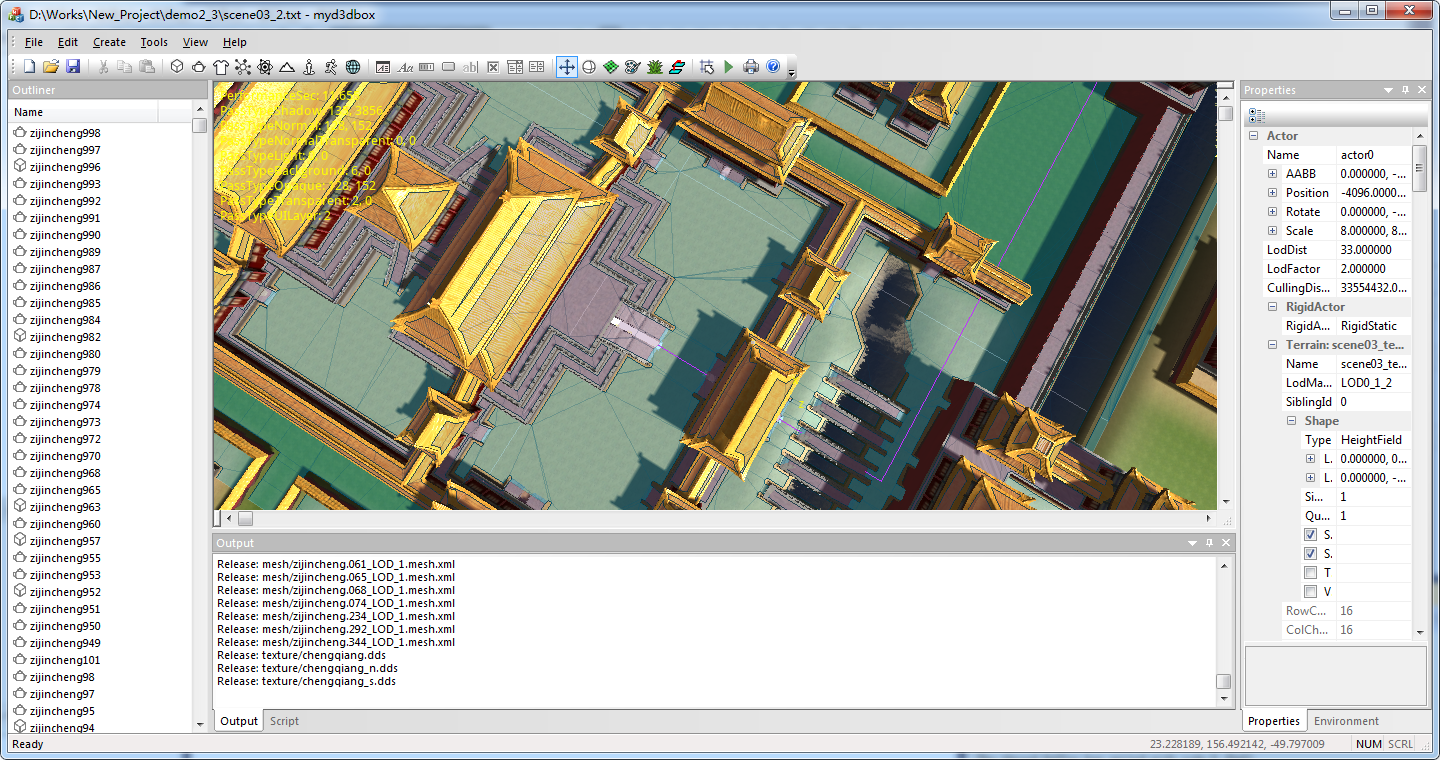 D:\Works\New_Project\demo2_3\scene03_2.txt - myd3dbox
File Edit Create Tools View Help
Outliner
Name
zijincheng998
zijincheng997
zijincheng996
zijincheng993
zijincheng992
zijincheng991
zijincheng990
zijincheng989
zijincheng987
zijincheng986
zijincheng985
zijincheng984
zijincheng982
zijincheng980
zijincheng979
zijincheng978
zijincheng974
zijincheng973
zijincheng972
zijincheng970
zijincheng968
zijincheng965
zijincheng963
zijincheng960
zijincheng957
zijincheng955
zijincheng953
zijincheng952
zijincheng951
zijincheng950
zijincheng949
zijincheng101
zijincheng98
zijincheng97
zijincheng95
zijincheng94
PassTypeNormalTransparent: 0, 0
PassTypeBackground: 6, 0
PassTypeOpaque: 128, 152
PassTypeTransparent: 2, 0
PassTypeUILayer: 2
Output
Release: mesh/zijincheng.061_LOD_1.mesh.xml
Release: mesh/zijincheng.065_LOD_1.mesh.xml
Release: mesh/zijincheng.068_LOD_1.mesh.xml
Release: mesh/zijincheng.074_LOD_1.mesh.xml
Release: mesh/zijincheng.234_LOD_1.mesh.xml
Release: mesh/zijincheng.292_LOD_1.mesh.xml
Release: mesh/zijincheng.344_LOD_1.mesh.xml
Release: texture/chengqiang.dds
Release: texture/chengqiang_n.dds
Release: texture/chengqiang_s.dds
Output Script
Properties
Actor
Name actor0
AABB 0.000000, -...
Position -4096.0000...
Rotate 0.000000, -...
Scale 8.000000, 8...
LodDist 33.000000
LodFactor 2.000000
CullingDis... 33554432.0...
RigidActor
RigidA... RigidStatic
Terrain: scene03_te...
Name scene03_te...
LodMa... LOD0_1_2
SiblingId 0
Shape
Type HeightField
L. 0.000000, 0...
L. 0.000000, -...
Si... 1
Qu... 1
S.
S.
T
V
RowC... 16
ColCh... 16
Properties Environment
Ready 23.228189, 156.492142, -49.797009 NUM SCRL